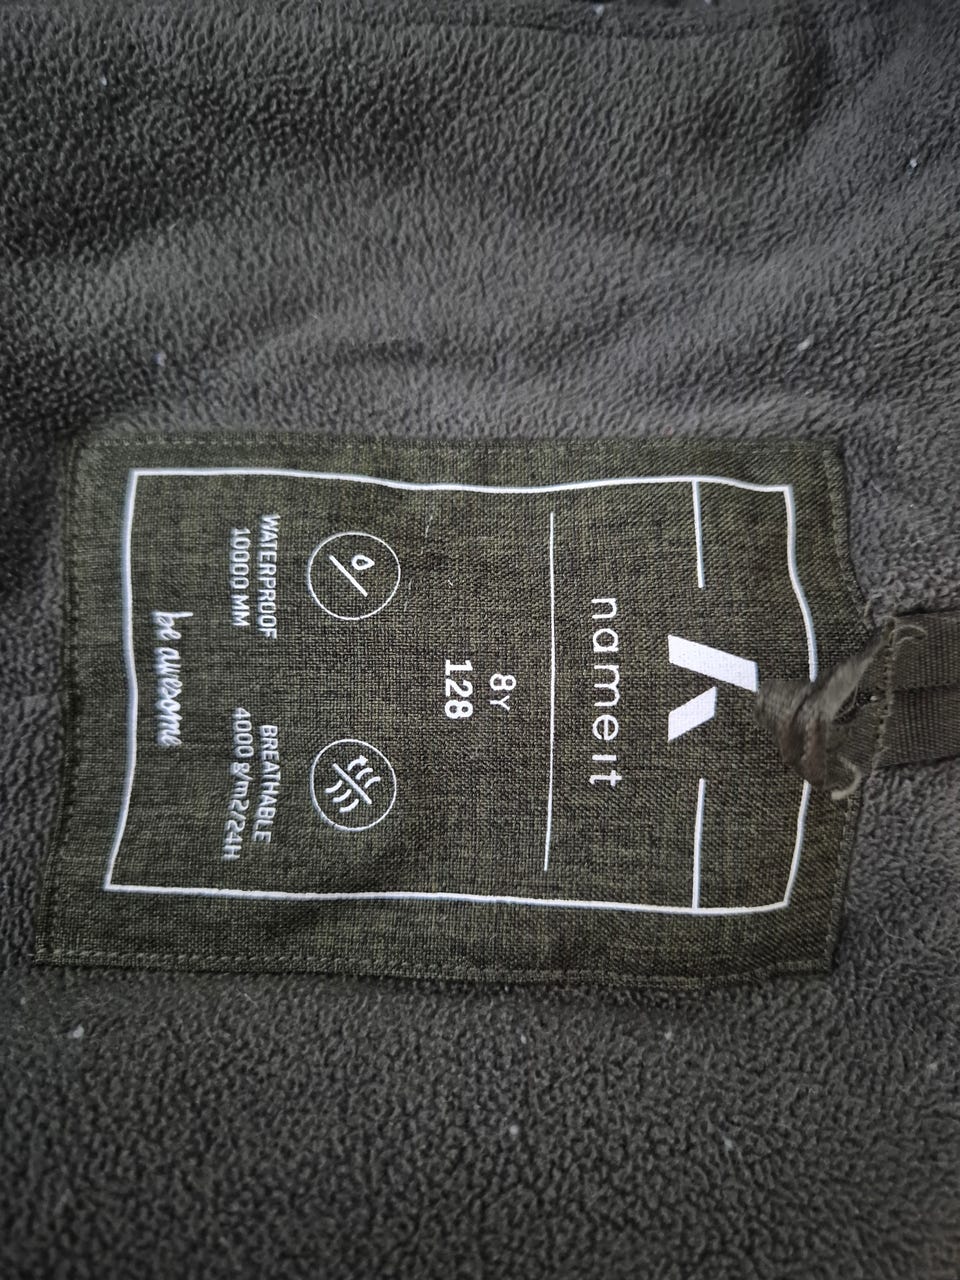 name it
8Y
128
WATERPROOF
10000 MM
BREATHABLE
4000 g/m2/24H
be awesome